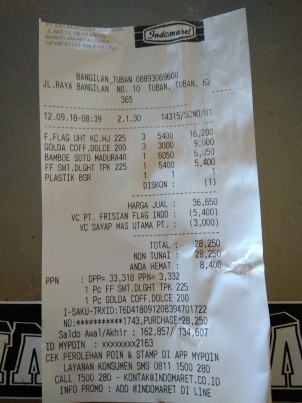 Indomaret
BANGILAN_TUBAN 08893069600
JL.RAYA BANGILAN NO. 10 TUBAN, TUBAN, 62
365
12.09.18-08:39 2.1.30 14315/SCNO/01
F.FLAG UHT KC.HJ 225 3 5400 16,200
GOLDA COFF.DOLCE 200 3 3000 9,000
BAMBOE SOTO MADURA40 1 6050 6,050
FF SWT.DLGHT TPK 225 1 5400 5,400
PLASTIK BSR 1 1
DISKON : (1)
HARGA JUAL : 36,650
VC PT. FRISIAN FLAG INDO : (5,400)
VC SAYAP MAS UTAMA PT. : (3,000)
TOTAL : 28,250
NON TUNAI : 28,250
ANDA HEMAT : 8,400
PPN : DPP= 33,318 PPN= 3,332
1 Pc FF SWT.DLGHT TPK 225
1 Pc GOLDA COFF.DOLCE 200
I-SAKU-TRXID:76D418091208394701722
NO:***********1743,PURCHASE=28,250
Saldo Awal/Akhir : 162,857/ 134,607
ID MYPOIN : xxxxxxxx2163
CEK PEROLEHAN POIN & STAMP DI APP MYPOIN
LAYANAN KONSUMEN SMS 0811 1500 280
CALL 1500 280 - KONTAK@INDOMARET.CO.ID
INFO PROMO : ADD @INDOMARET DI LINE